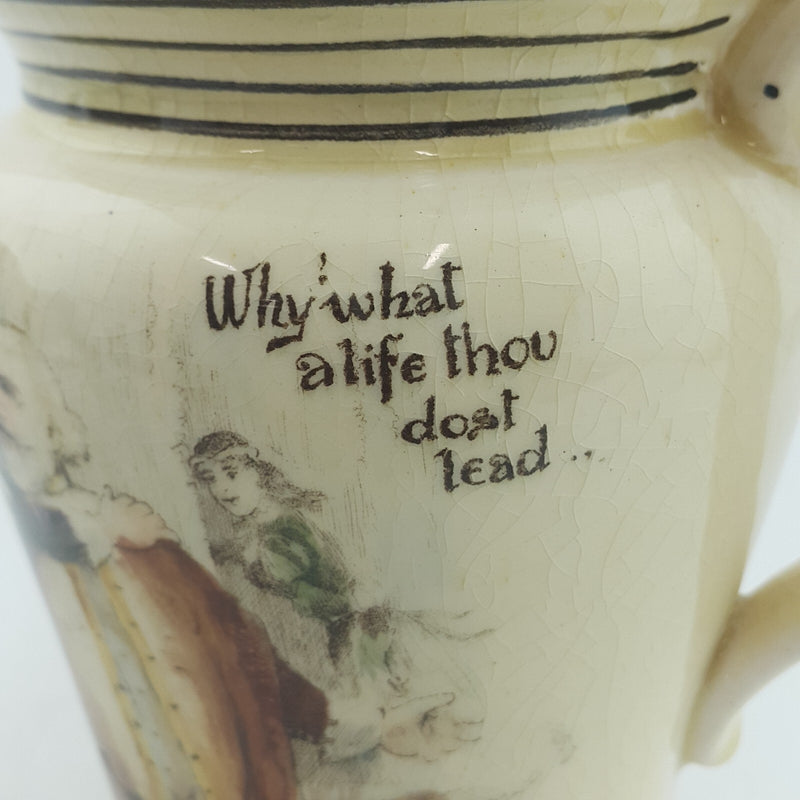 Why! what
a life thou
dost
lead ..